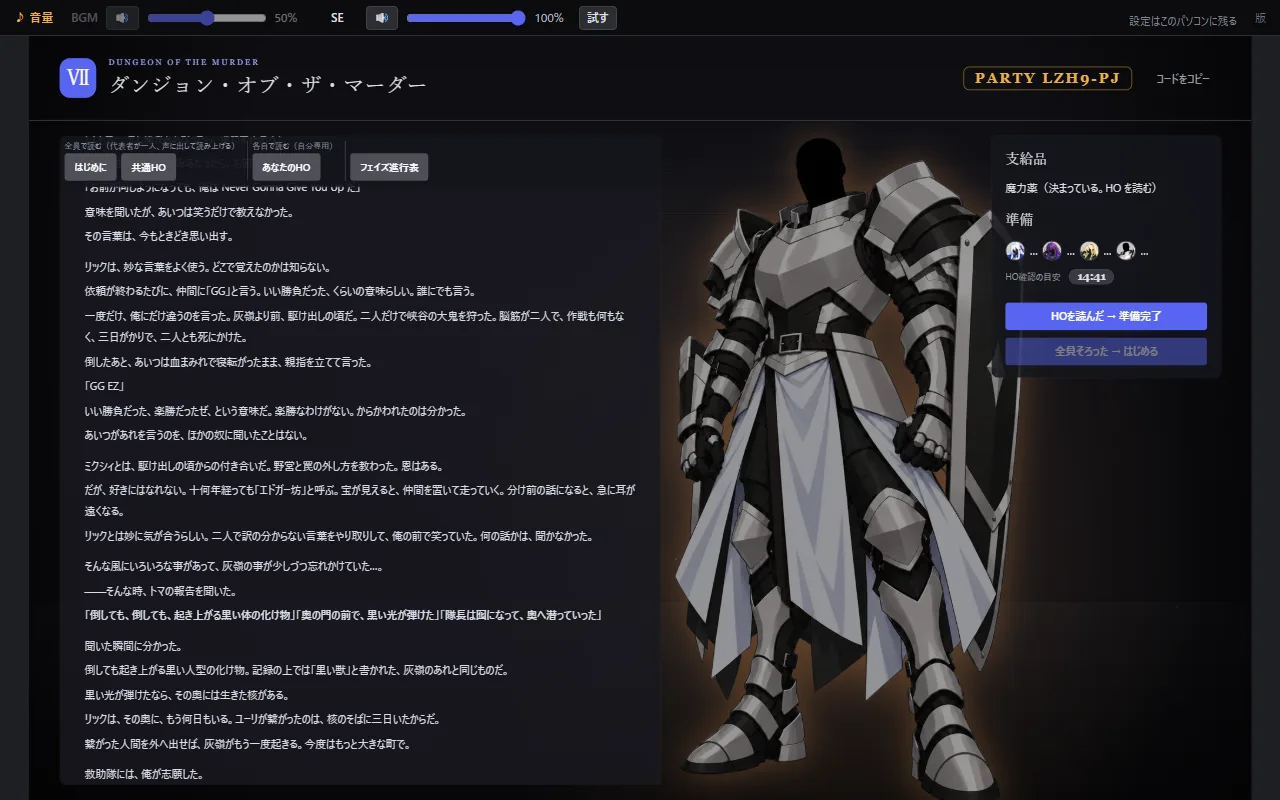 ♪ 音量
BGM
50%
SE
100%
試す
設定はこのパソコンに残る
版
VII
DUNGEON OF THE MURDER
ダンジョン・オブ・ザ・マーダー
PARTY LZH9-PJ
コードをコピー
全員で読む（代表者が一人、声に出して読み上げる）
各自で読む（自分専用）
はじめに
共通HO
あなたのHO
フェイズ進行表
「お前が同じようになっても、俺は Never Gonna Give You Up だ」
意味を聞いたが、あいつは笑うだけで教えなかった。
その言葉は、今もときどき思い出す。
リックは、妙な言葉をよく使う。どこで覚えたのかは知らない。
依頼が終わるたびに、仲間に「GG」と言う。いい勝負だった、くらいの意味らしい。誰にでも言う。
一度だけ、俺にだけ違うのを言った。灰嶺より前、駆け出しの頃だ。二人だけで峡谷の大鬼を狩った。脳筋が二人で、作戦も何もな
く、三日がかりで、二人とも死にかけた。
倒したあと、あいつは血まみれで寝転がったまま、親指を立てて言った。
「GG EZ」
いい勝負だった、楽勝だったぜ、という意味だ。楽勝なわけがない。からかわれたのは分かった。
あいつがあれを言うのを、ほかの奴に聞いたことはない。
ミクシィとは、駆け出しの頃からの付き合いだ。野営と罠の外し方を教わった。恩はある。
だが、好きにはなれない。十何年経っても「エドガー坊」と呼ぶ。宝が見えると、仲間を置いて走っていく。分け前の話になると、急に耳が
遠くなる。
リックとは妙に気が合うらしい。二人で訳の分からない言葉をやり取りして、俺の前で笑っていた。何の話かは、聞かなかった。
そんな風にいろいろな事があって、灰嶺の事が少しづつ忘れかけていた…。
――そんな時、トマの報告を聞いた。
「倒しても、倒しても、起き上がる黒い体の化け物」「奥の門の前で、黒い光が弾けた」「隊長は囮になって、奥へ潜っていった」
聞いた瞬間に分かった。
倒しても起き上がる黒い人型の化け物。記録の上では「黒い獣」と書かれた、灰嶺のあれと同じものだ。
黒い光が弾けたなら、その奥には生きた核がある。
リックは、その奥に、もう何日もいる。ユーリが繋がったのは、核のそばに三日いたからだ。
繋がった人間を外へ出せば、灰嶺がもう一度起きる。今度はもっと大きな町で。
救助隊には、俺が志願した。
支給品
魔力薬（決まっている。HO を読む）
準備
... ... ... ...
HO確認の目安
14:41
HOを読んだ → 準備完了
全員そろった → はじめる